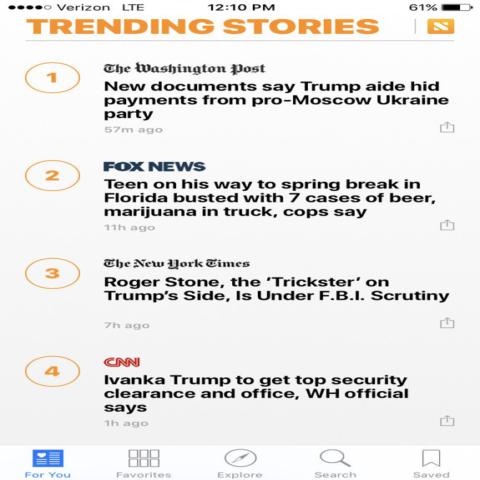 Verizon LTE 12:10 PM 61%
TRENDING STORIES
1
The Washington Post
New documents say Trump aide hid
payments from pro-Moscow Ukraine
party
57m ago
2
FOX NEWS
Teen on his way to spring break in
Florida busted with 7 cases of beer,
marijuana in truck, cops say
11h ago
3
The New York Times
Roger Stone, the ‘Trickster’ on
Trump’s Side, Is Under F.B.I. Scrutiny
7h ago
4
CNN
Ivanka Trump to get top security
clearance and office, WH official
says
1h ago
For You Favorites Explore Search Saved